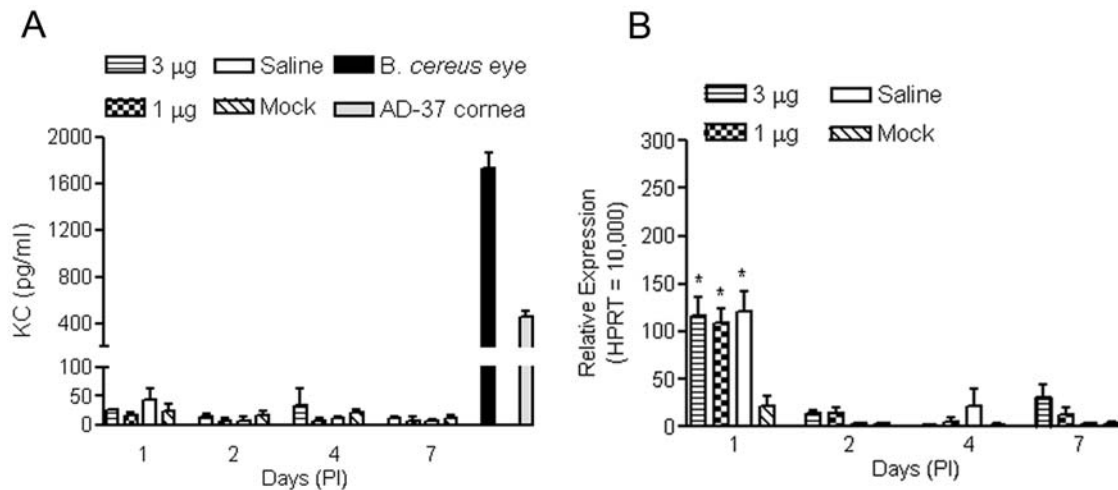 A
3 μg Saline B. cereus eye
1 μg Mock AD-37 cornea
2000
1600
1200
800
400
100
50
0
KC (pg/ml)
1 2 4 7
Days (PI)
B
3 μg Saline
1 μg Mock
300
250
200
150
100
50
0
Relative Expression
(HPRT = 10,000)
* * *
1 2 4 7
Days (PI)